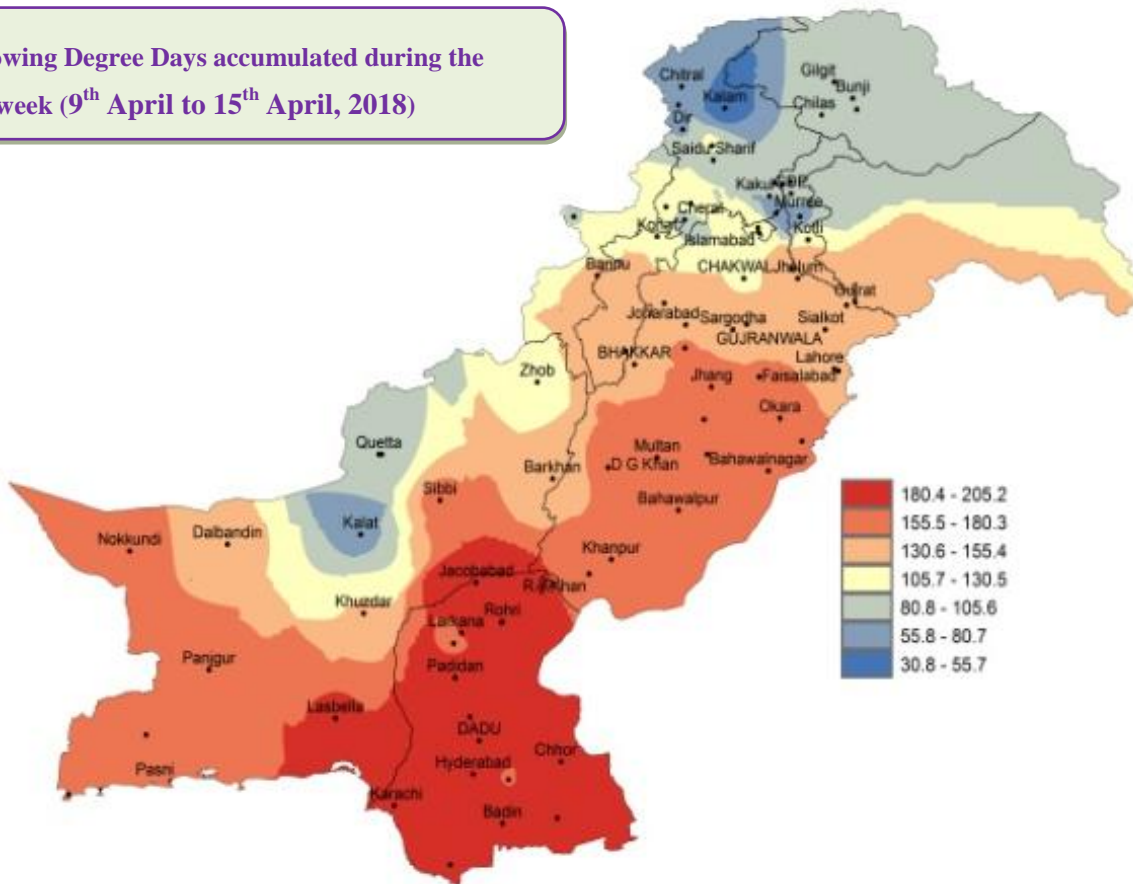 owing Degree Days accumulated during the
week (9th April to 15th April, 2018)
Chitral
Gilgit
Bunji
Kalam
Chilas
Dir
Saidu Sharif
Kakul
Murree
Cherat
Kohat
Islamabad
Kotli
Bannu
CHAKWAL
Jhelum
Gujrat
Joharabad
Sargodha
Sialkot
GUJRANWALA
BHAKKAR
Lahore
Zhob
Jhang
Faisalabad
Okara
Quetta
Multan
D G Khan
Bahawalnagar
Barkhan
Sibbi
Bahawalpur
Nokkundi
Dalbandin
Kalat
Khanpur
Jacobabad
R.Y.Khan
Khuzdar
Rohri
Larkana
Panjgur
Padidan
Lasbella
DADU
Chhor
Pasni
Hyderabad
Karachi
Badin
180.4 - 205.2
155.5 - 180.3
130.6 - 155.4
105.7 - 130.5
80.8 - 105.6
55.8 - 80.7
30.8 - 55.7